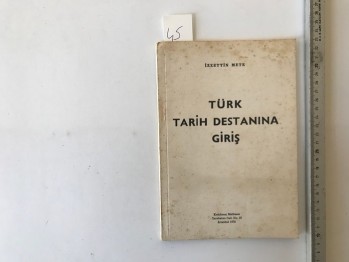 45
İZZETTİN METE
TÜRK
TARİH DESTANINA
GİRİŞ